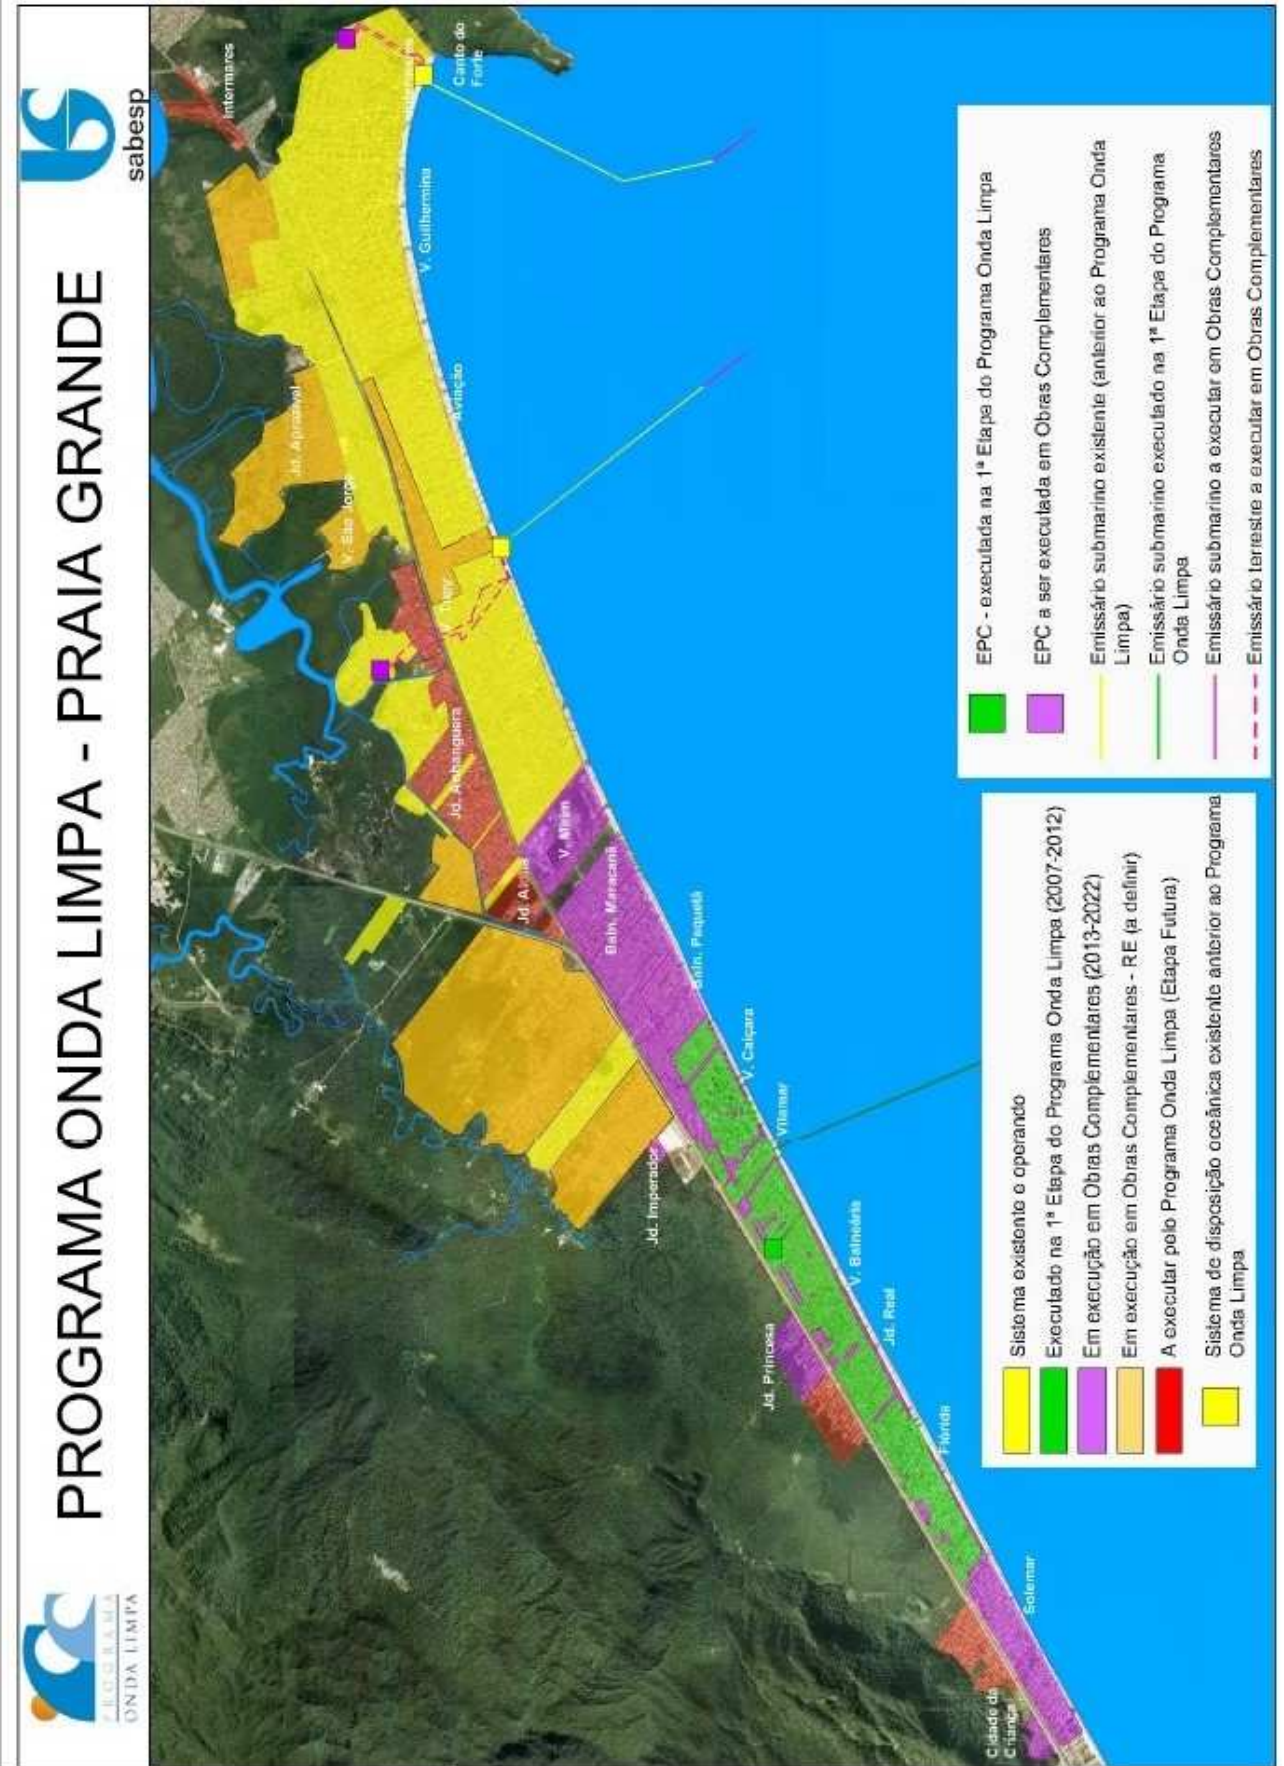 PROGRAMA
ONDA LIMPA
PROGRAMA ONDA LIMPA - PRAIA GRANDE
sabesp
Intermares
Canto do
Forte
V. Guilhermina
Aviação
Jd. Aprazível
V. São Jorge
V. Tupy
Jd. Anhanguera
V. Mirim
Baln. Maracanã
Baln. Paquetá
V. Caiçara
Vilamar
Jd. Imperador
V. Balneária
Jd. Real
Jd. Princesa
Flórida
Solemar
Cidade da
Criança
Sistema existente e operando
Executado na 1ª Etapa do Programa Onda Limpa (2007-2012)
Em execução em Obras Complementares (2013-2022)
Em execução em Obras Complementares - RE (a definir)
A executar pelo Programa Onda Limpa (Etapa Futura)
Sistema de disposição oceânica existente anterior ao Programa
Onda Limpa
EPC - executada na 1ª Etapa do Programa Onda Limpa
EPC a ser executada em Obras Complementares
Emissário submarino existente (anterior ao Programa Onda
Limpa)
Emissário submarino executado na 1ª Etapa do Programa
Onda Limpa
Emissário submarino a executar em Obras Complementares
Emissário terrestre a executar em Obras Complementares